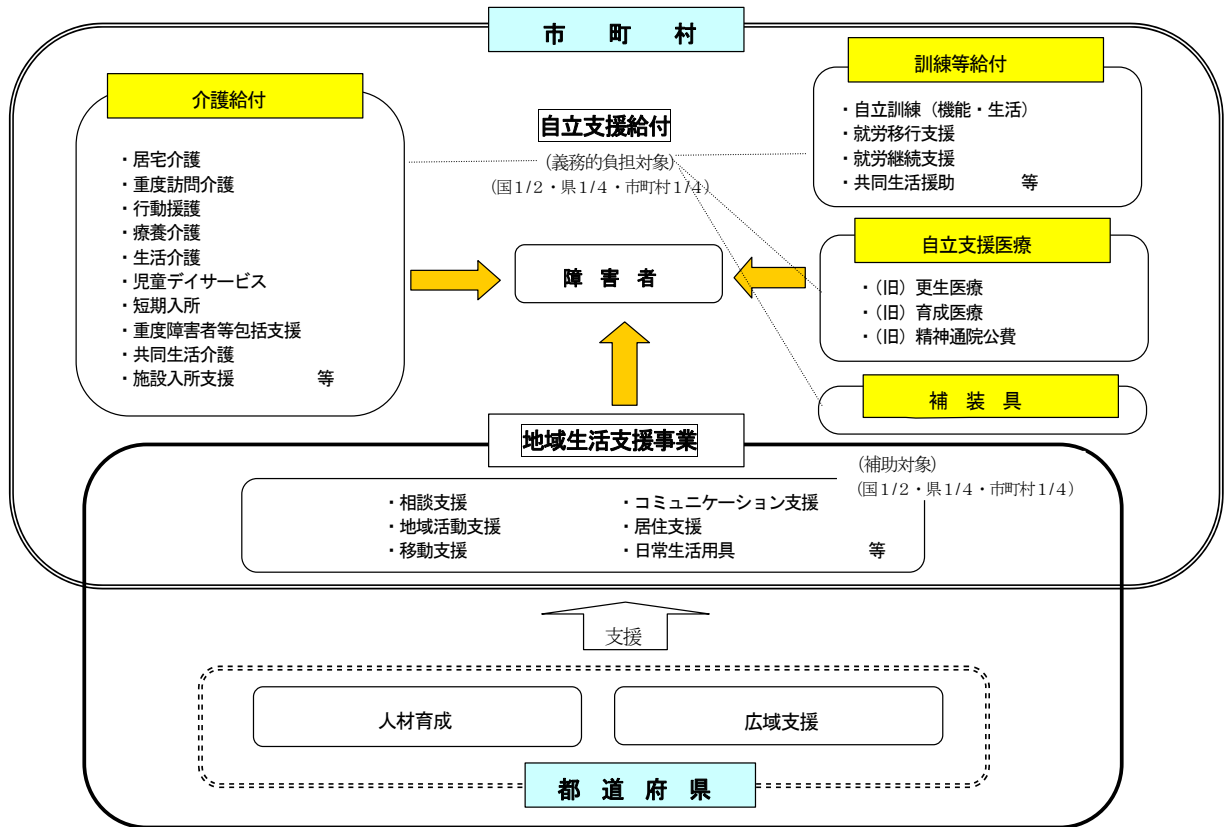 市　町　村
介護給付
・居宅介護
・重度訪問介護
・行動援護
・療養介護
・生活介護
・児童デイサービス
・短期入所
・重度障害者等包括支援
・共同生活介護
・施設入所支援　　　　等
自立支援給付
(義務的負担対象)
(国1/2・県1/4・市町村1/4)
訓練等給付
・自立訓練（機能・生活）
・就労移行支援
・就労継続支援
・共同生活援助　　　等
自立支援医療
・（旧）更生医療
・（旧）育成医療
・（旧）精神通院公費
補　装　具
障　害　者
地域生活支援事業
(補助対象)
(国1/2・県1/4・市町村1/4)
・相談支援　　　　　　・コミュニケーション支援
・地域活動支援　　　　・居住支援
・移動支援　　　　　　・日常生活用具　　　　　　等
支援
人材育成
広域支援
都　道　府　県